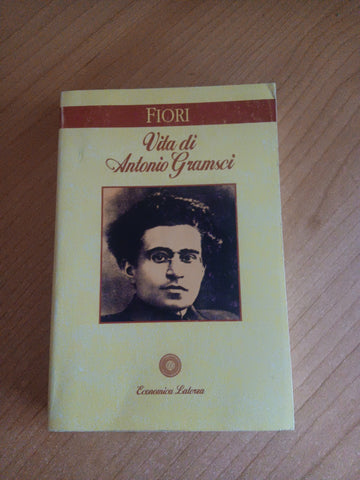 FIORI
Vita di
Antonio Gramsci
Economica Laterza